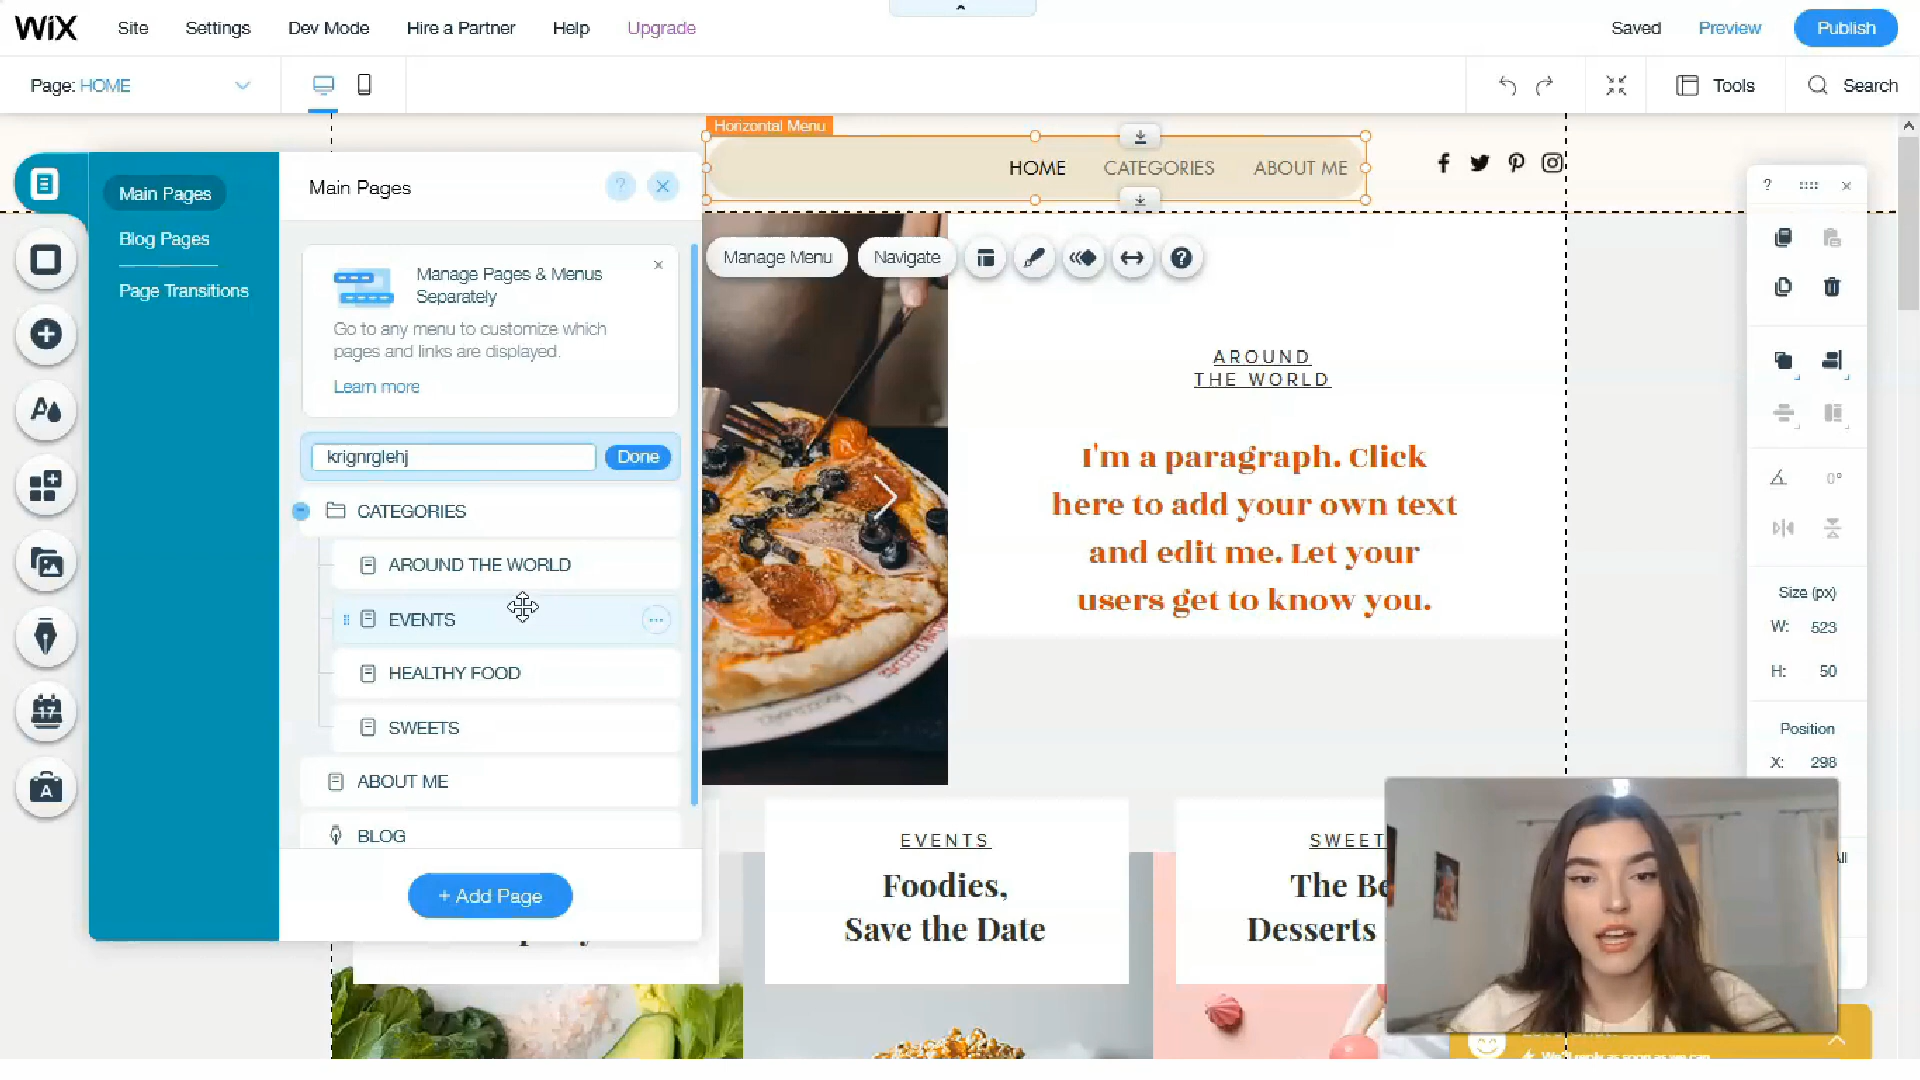 WiX Site Settings Dev Mode Hire a Partner Help Upgrade Saved Preview Publish
Page: HOME Tools Search
Horizontal Menu
HOME CATEGORIES ABOUT ME
Main Pages
Blog Pages
Page Transitions
Main Pages ?
Manage Pages & Menus
Separately
Go to any menu to customize which
pages and links are displayed.
Learn more
krignrglehj Done
CATEGORIES
AROUND THE WORLD
EVENTS
HEALTHY FOOD
SWEETS
ABOUT ME
BLOG
+ Add Page
Manage Menu Navigate ?
AROUND
THE WORLD
I'm a paragraph. Click
here to add your own text
and edit me. Let your
users get to know you.
EVENTS
Foodies,
Save the Date
SWEET
The Be
Desserts
?
0°
Size (px)
W: 523
H: 50
Position
X: 298
17
A